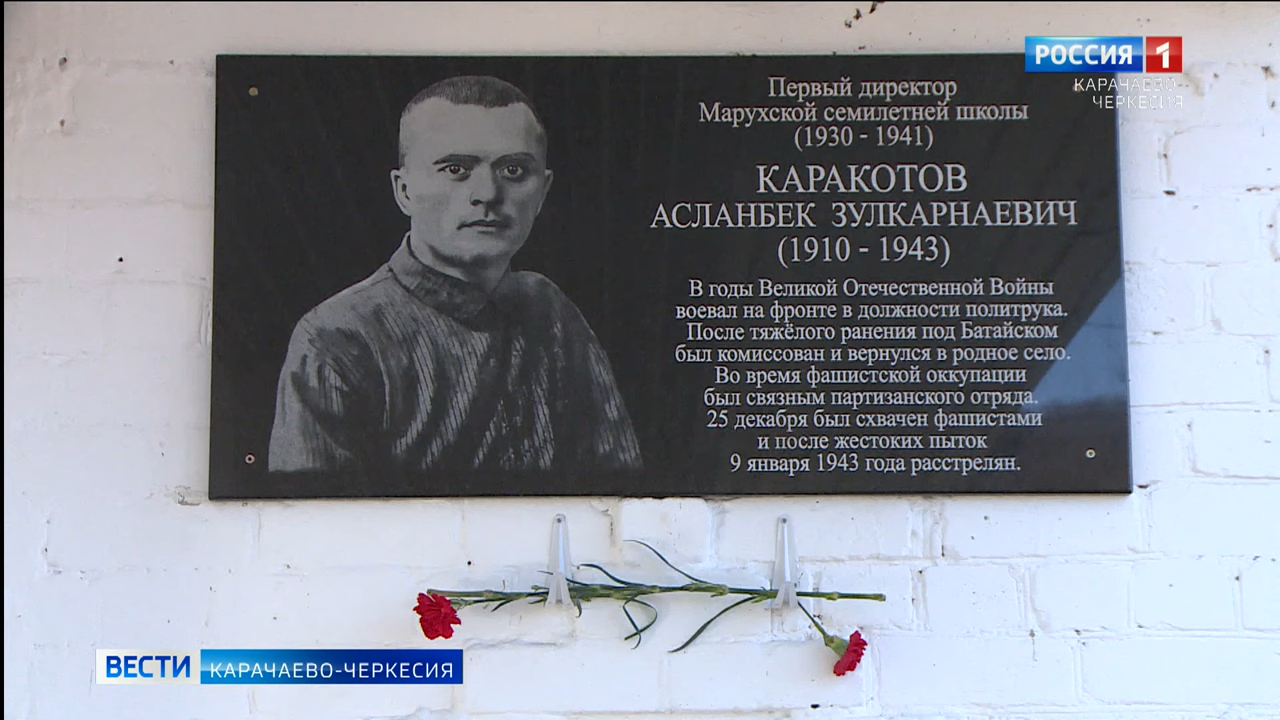 РОССИЯ 1
КАРАЧАЕВО-
ЧЕРКЕСИЯ
Первый директор
Марухской семилетней школы
(1930 - 1941)
КАРАКОТОВ
АСЛАНБЕК ЗУЛКАРНАЕВИЧ
(1910 - 1943)
В годы Великой Отечественной Войны
воевал на фронте в должности политрука.
После тяжёлого ранения под Батайском
был комиссован и вернулся в родное село.
Во время фашистской оккупации
был связным партизанского отряда.
25 декабря был схвачен фашистами
и после жестоких пыток
9 января 1943 года расстрелян.
ВЕСТИ КАРАЧАЕВО-ЧЕРКЕСИЯ